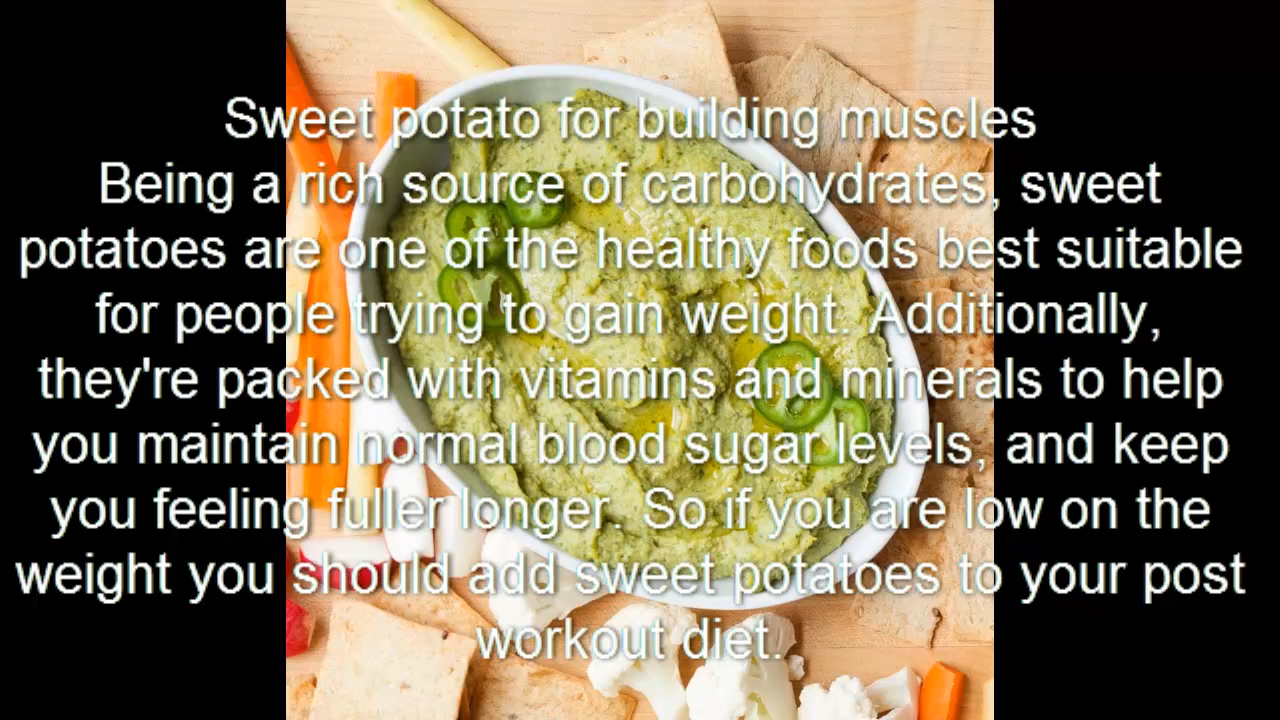 Sweet potato for building muscles
Being a rich source of carbohydrates, sweet
potatoes are one of the healthy foods best suitable
for people trying to gain weight. Additionally,
they're packed with vitamins and minerals to help
you maintain normal blood sugar levels, and keep
you feeling fuller longer. So if you are low on the
weight you should add sweet potatoes to your post
workout diet.